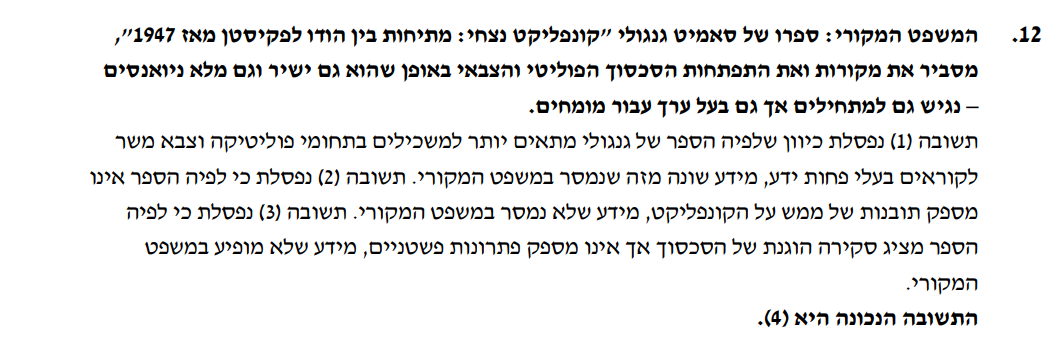 12. המשפט המקורי: ספרו של סאמיט גנגולי "קונפליקט נצחי: מתיחות בין הודו לפקיסטן מאז 1947",
מסביר את מקורות ואת התפתחות הסכסוך הפוליטי והצבאי באופן שהוא גם ישיר וגם מלא ניואנסים
– נגיש גם למתחילים אך גם בעל ערך עבור מומחים.
תשובה (1) נפסלת כיוון שלפיה הספר של גנגולי מתאים יותר למשכילים בתחומי פוליטיקה וצבא משר
לקוראים בעלי פחות ידע, מידע שונה מזה שנמסר במשפט המקורי. תשובה (2) נפסלת כי לפיה הספר אינו
מספק תובנות של ממש על הקונפליקט, מידע שלא נמסר במשפט המקורי. תשובה (3) נפסלת כי לפיה
הספר מציג סקירה הוגנת של הסכסוך אך אינו מספק פתרונות פשטניים, מידע שלא מופיע במשפט
המקורי.
התשובה הנכונה היא (4).